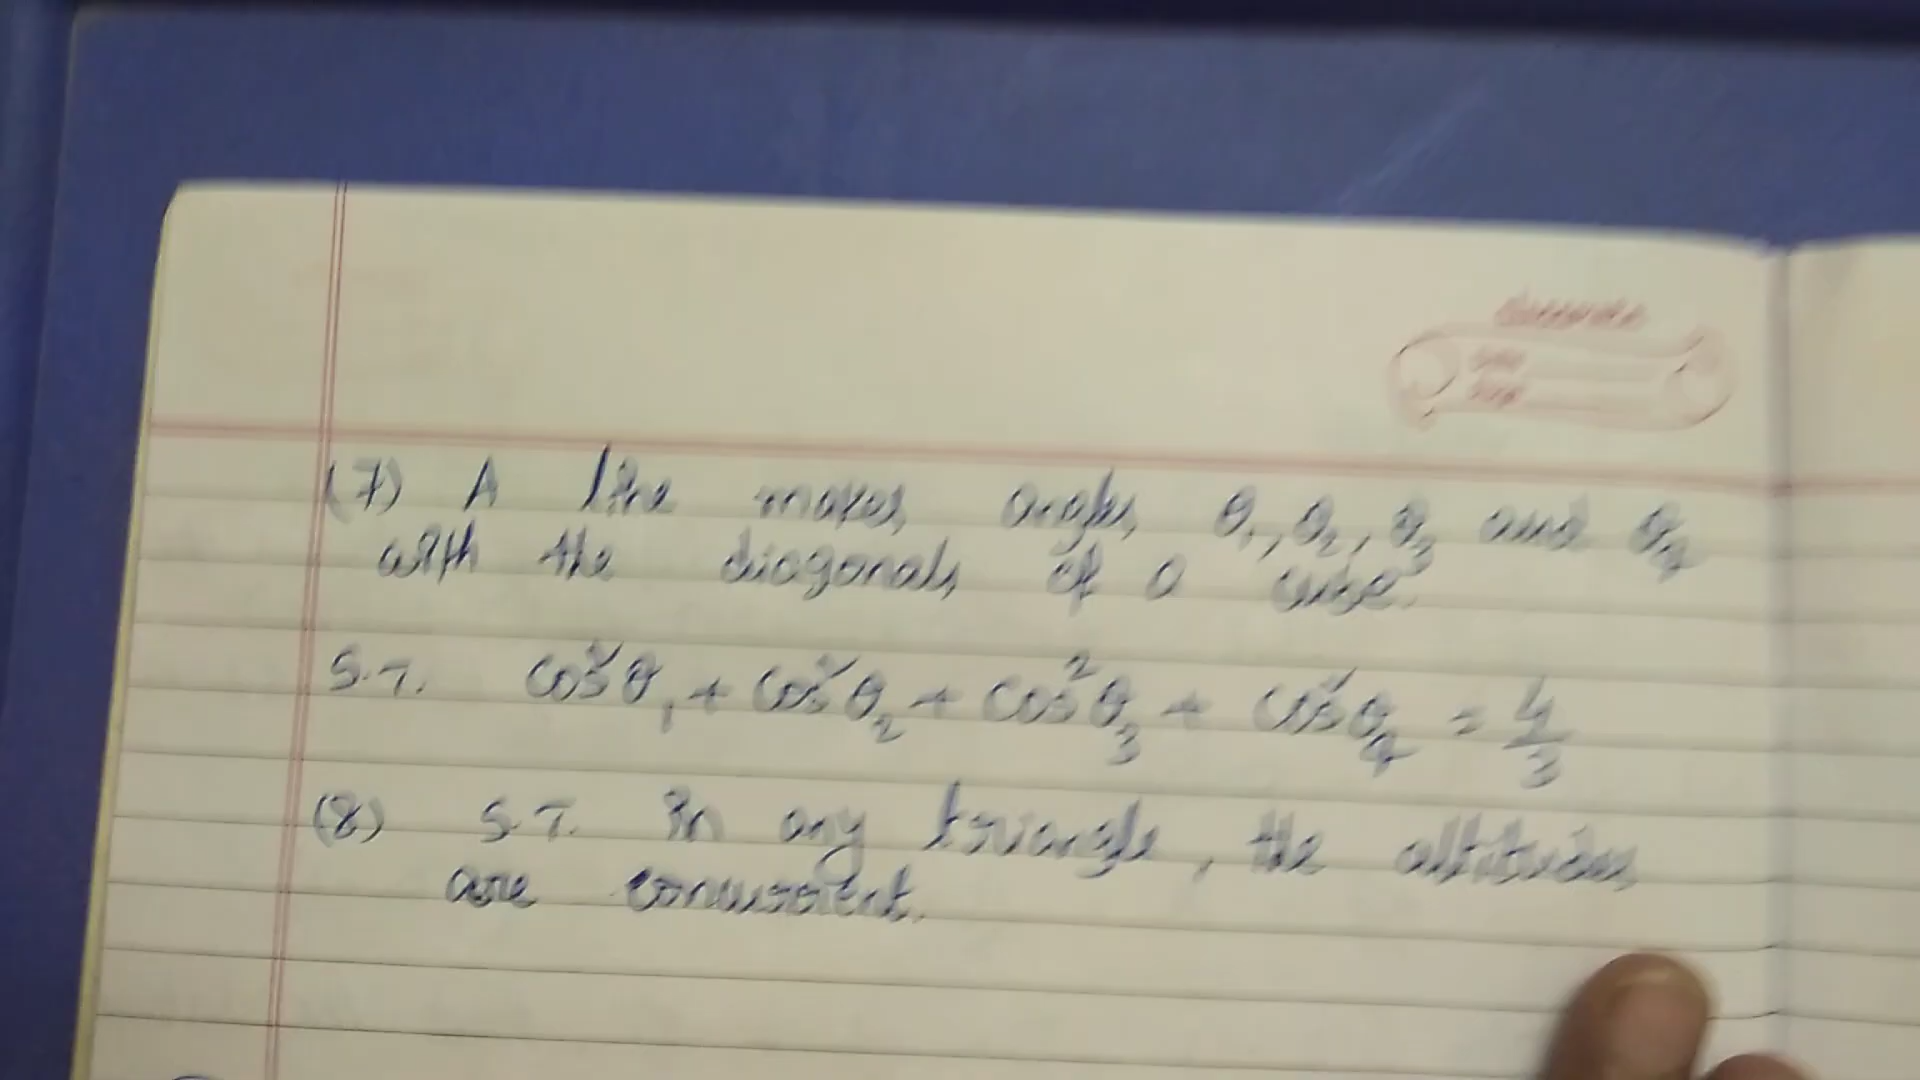 (7) A line makes angles θ₁, θ₂, θ₃ and θ₄
with the diagonals of a cube.
S.T. cos²θ₁ + cos²θ₂ + cos²θ₃ + cos²θ₄ = 4/3
(8) S.T. in any triangle, the altitudes
are concurrent.